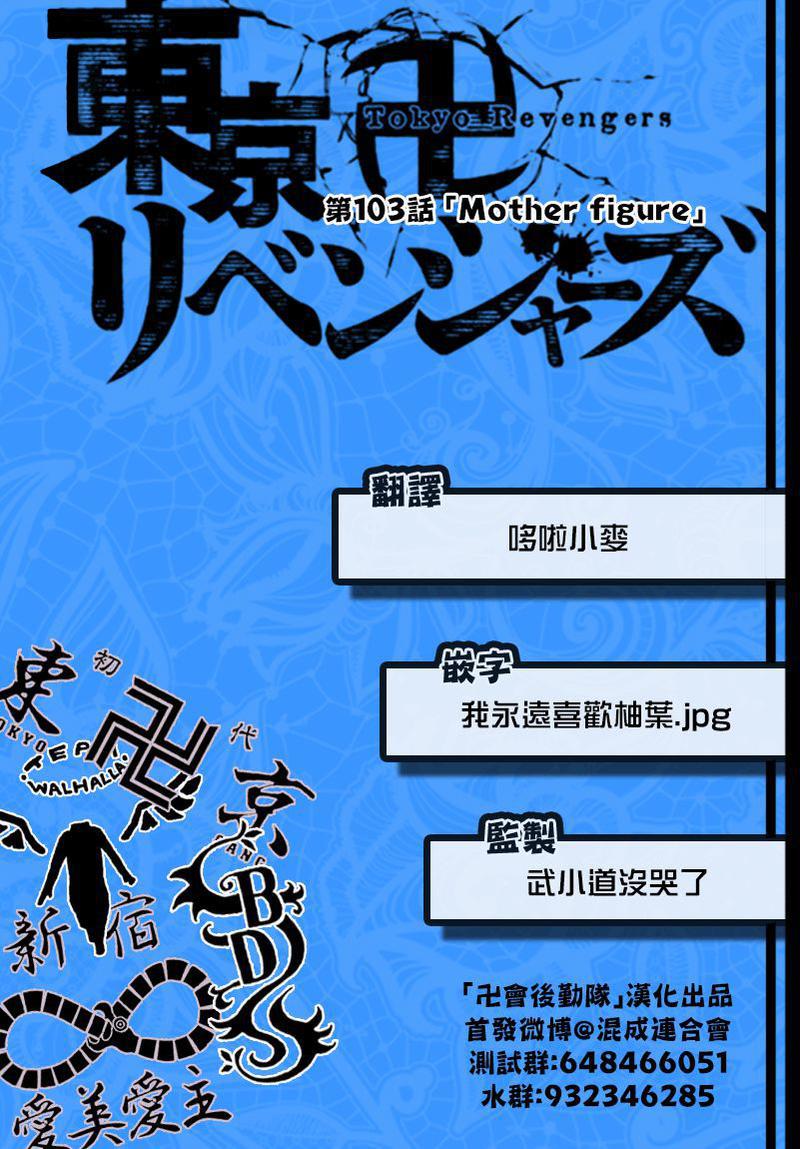 東京卍
Tokyo Revengers
第103話「Mother figure」
リベンジャーズ
翻譯
哆啦小麥
嵌字
我永遠喜歡柚葉.jpg
監製
武小道沒哭了
「卍會後勤隊」漢化出品
首發微博@混成連合會
測試群:648466051
水群:932346285
東
初
卍
代
京
WALHALLA
BD
新宿
愛美愛主